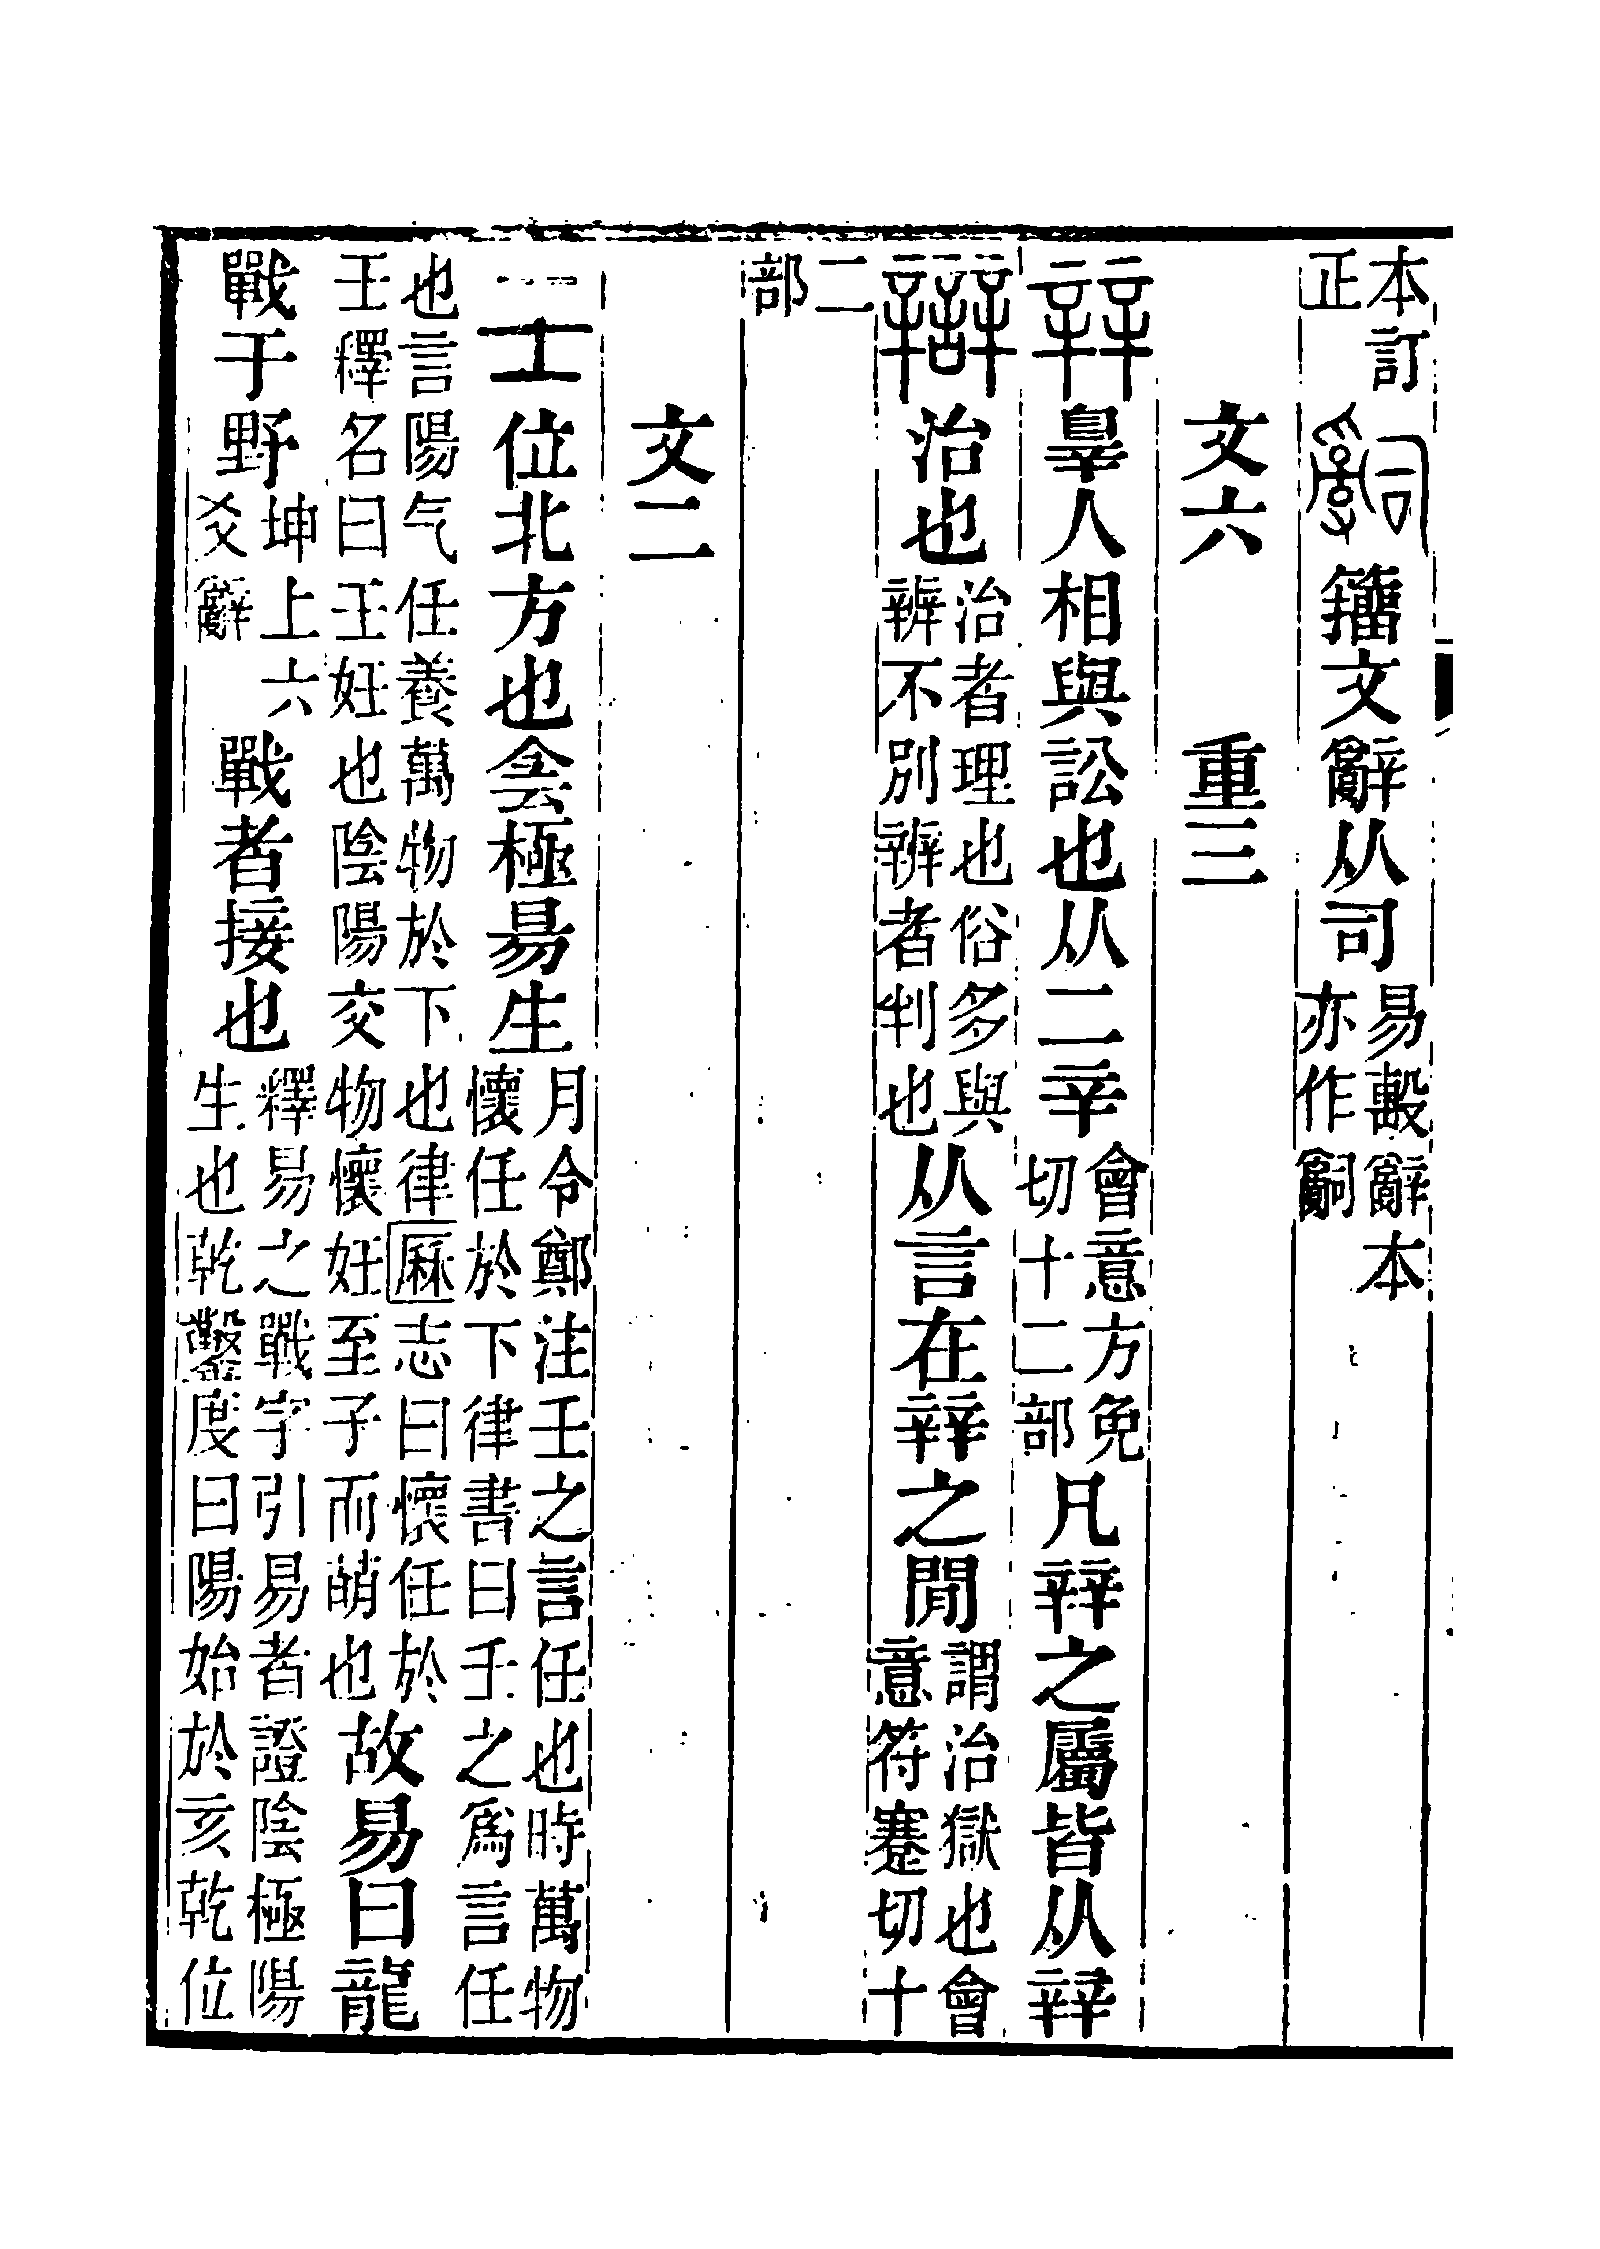 本訂正𤔲籒文辭从司易毄辭本亦作嗣
文六　重三
辡辠人相與訟也从二辛會意方免切十二部凡辡之屬皆从辡
辯治也治者理也俗多與辨不別辨者判也从言在辡之閒謂治獄也會意符蹇切十
二部
文二
壬位北方也侌極昜生月令鄭注壬之言任也時萬物懷任於下律書曰壬之爲言任
也言陽气任養萬物於下也律厤志曰懷任於壬釋名曰壬妊也陰陽交物懷妊至子而萌也故易曰龍
戰于野坤上六爻辭戰者接也釋易之戰字引易者證陰極陽生也乾鑿度曰陽始於亥乾位